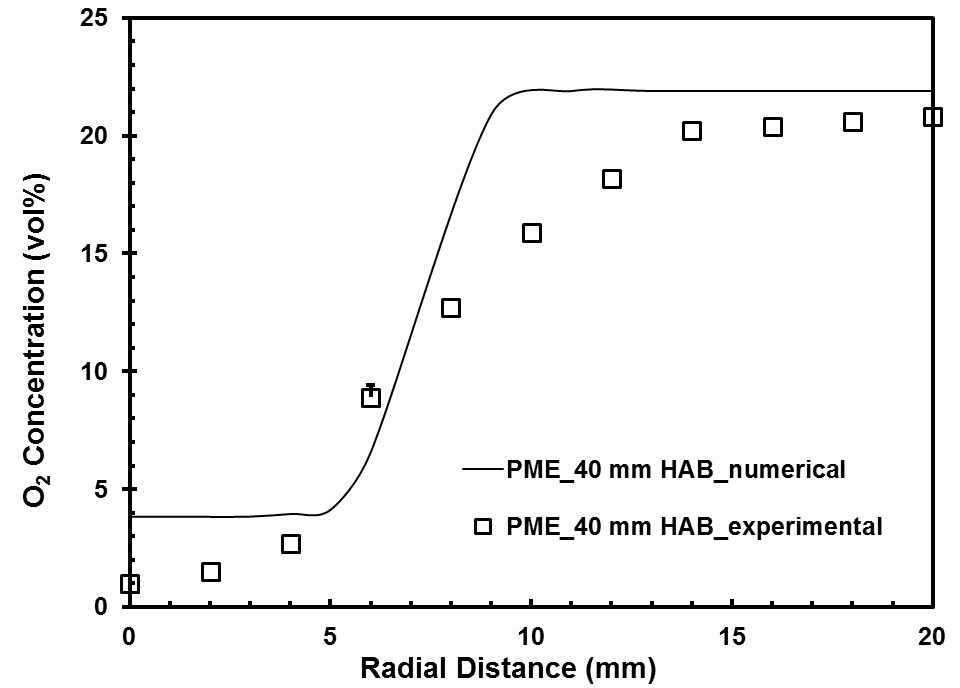 25
20
15
10
5
0
O₂ Concentration (vol%)
PME_40 mm HAB_numerical
PME_40 mm HAB_experimental
0 5 10 15 20
Radial Distance (mm)